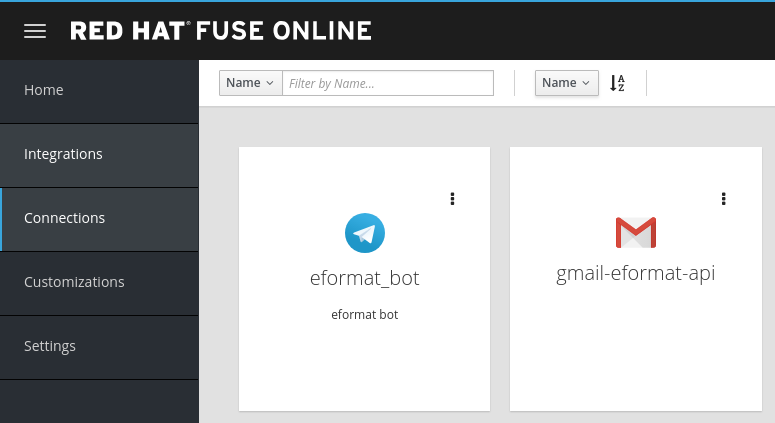 RED HAT® FUSE ONLINE
Home
Integrations
Connections
Customizations
Settings
Name
Filter by Name...
Name
A
Z
eformat_bot
eformat bot
gmail-eformat-api